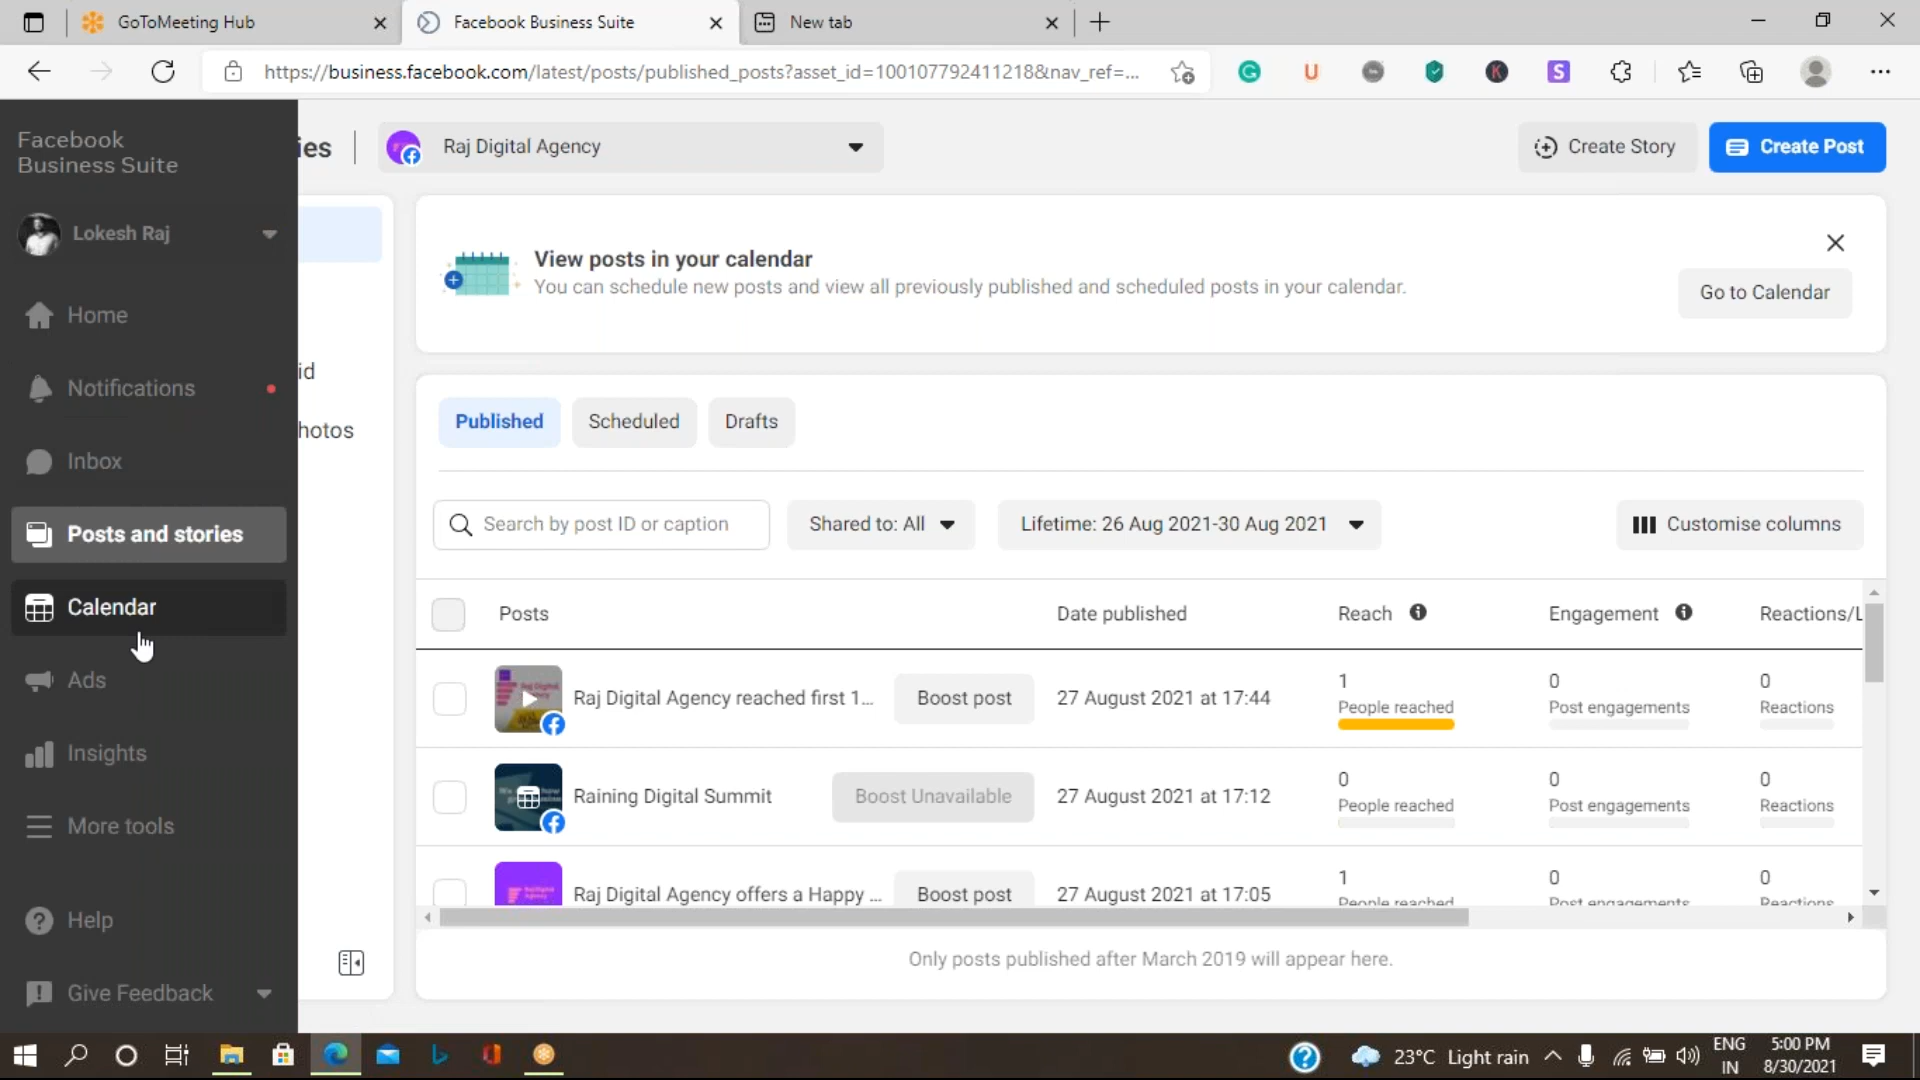 GoToMeeting Hub
Facebook Business Suite
New tab
https://business.facebook.com/latest/posts/published_posts?asset_id=100107792411218&nav_ref=...
Facebook
Business Suite
Lokesh Raj
Home
Notifications
Inbox
Posts and stories
Calendar
Ads
Insights
More tools
Help
Give Feedback
ies
id
hotos
Raj Digital Agency
Create Story
Create Post
View posts in your calendar
You can schedule new posts and view all previously published and scheduled posts in your calendar.
Go to Calendar
Published
Scheduled
Drafts
Search by post ID or caption
Shared to: All
Lifetime: 26 Aug 2021-30 Aug 2021
Customise columns
Posts
Date published
Reach
Engagement
Reactions/L
Raj Digital Agency reached first 1...
Boost post
27 August 2021 at 17:44
1
People reached
0
Post engagements
0
Reactions
Raining Digital Summit
Boost Unavailable
27 August 2021 at 17:12
0
People reached
0
Post engagements
0
Reactions
Raj Digital Agency offers a Happy ...
Boost post
27 August 2021 at 17:05
1
People reached
0
Post engagements
0
Reactions
Only posts published after March 2019 will appear here.
23°C Light rain
ENG
IN
5:00 PM
8/30/2021